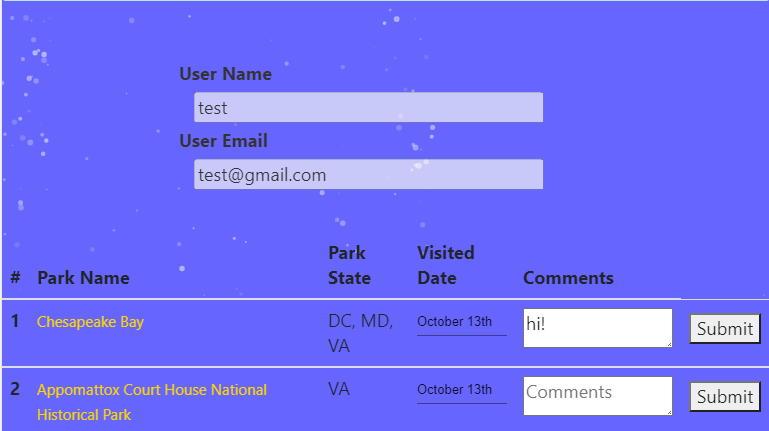 User Name
test
User Email
test@gmail.com
# Park Name Park State Visited Date Comments
1 Chesapeake Bay DC, MD, VA October 13th hi! Submit
2 Appomattox Court House National Historical Park VA October 13th Comments Submit